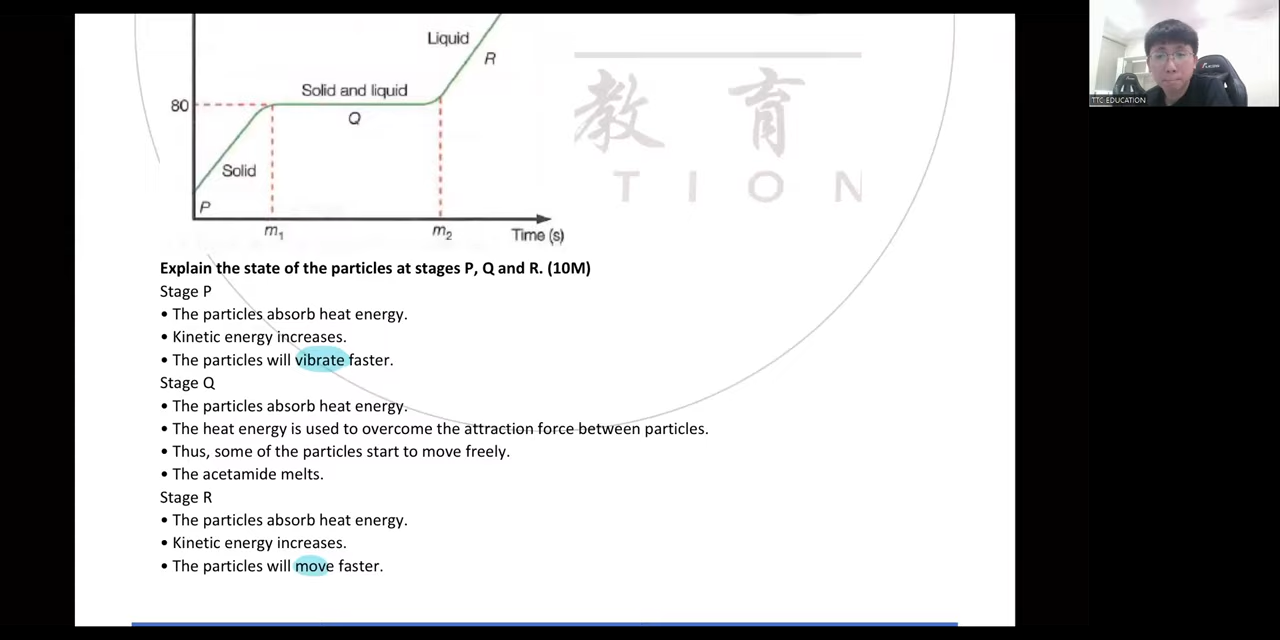 Liquid
R
Solid and liquid
80
Q
Solid
P
m₁
m₂
Time (s)
教 育
T I O N
TTC EDUCATION
Explain the state of the particles at stages P, Q and R. (10M)
Stage P
• The particles absorb heat energy.
• Kinetic energy increases.
• The particles will vibrate faster.
Stage Q
• The particles absorb heat energy.
• The heat energy is used to overcome the attraction force between particles.
• Thus, some of the particles start to move freely.
• The acetamide melts.
Stage R
• The particles absorb heat energy.
• Kinetic energy increases.
• The particles will move faster.